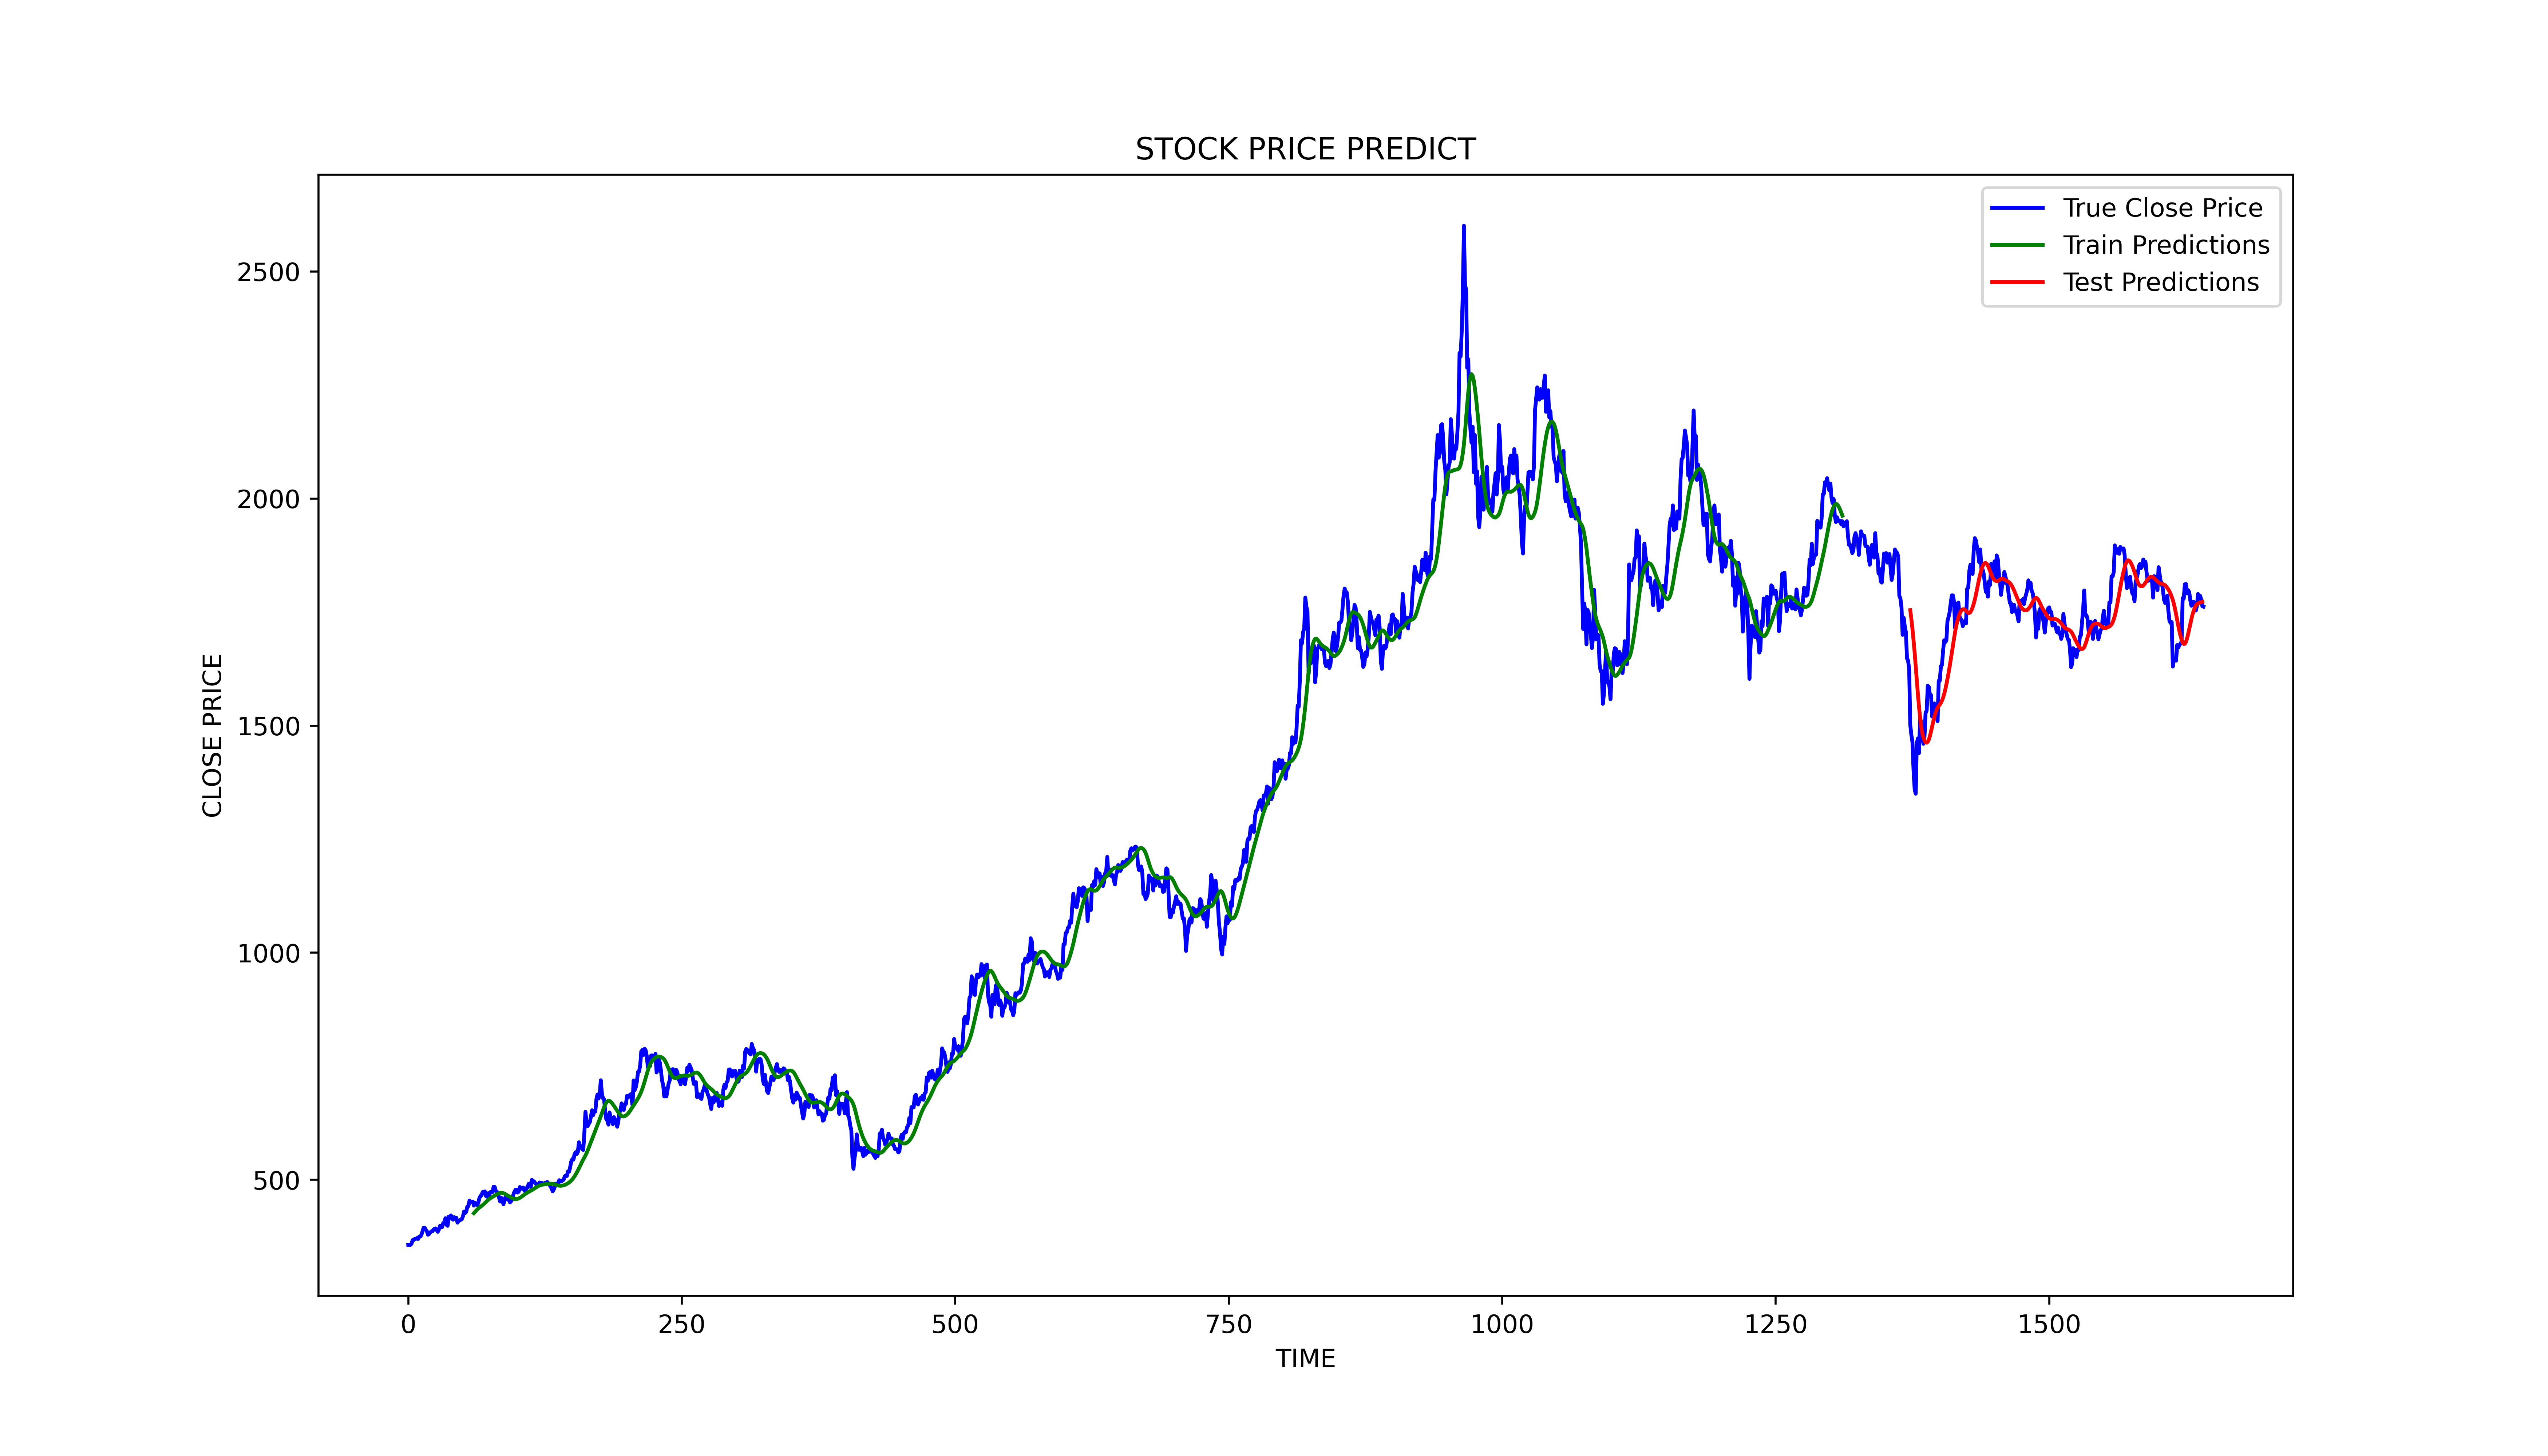 STOCK PRICE PREDICT
True Close Price
Train Predictions
Test Predictions
CLOSE PRICE
2500
2000
1500
1000
500
0 250 500 750 1000 1250 1500
TIME